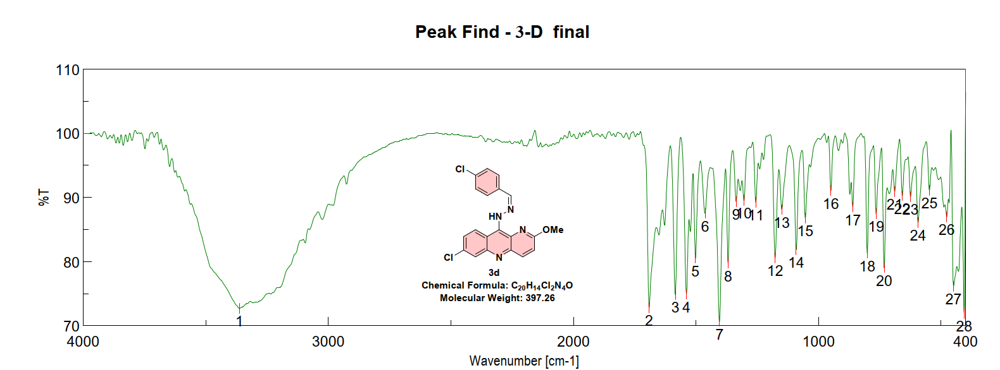 Peak Find - 3-D final
110
100
90
80
70
%T
4000
3000
2000
1000
400
Wavenumber [cm-1]
1
2
3
4
5
6
7
8
9
10
11
12
13
14
15
16
17
18
19
20
21
22
23
24
25
26
27
28
Cl
N
HN
N
OMe
Cl
N
3d
Chemical Formula: C₂₀H₁₄Cl₂N₄O
Molecular Weight: 397.26